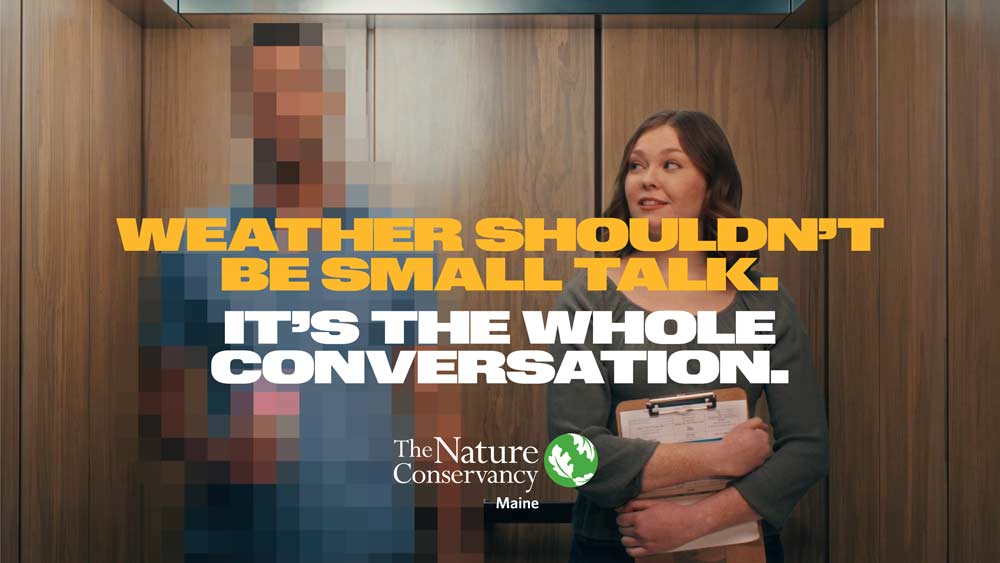 WEATHER SHOULDN'T
BE SMALL TALK.
IT'S THE WHOLE
CONVERSATION.
The Nature
Conservancy
Maine